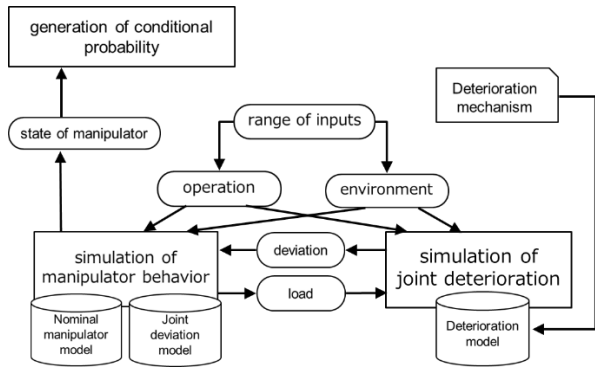 generation of conditional
probability
Deterioration
mechanism
range of inputs
state of manipulator
operation
environment
simulation of
manipulator behavior
deviation
load
simulation of
joint deterioration
Nominal
manipulator
model
Joint
deviation
model
Deterioration
model